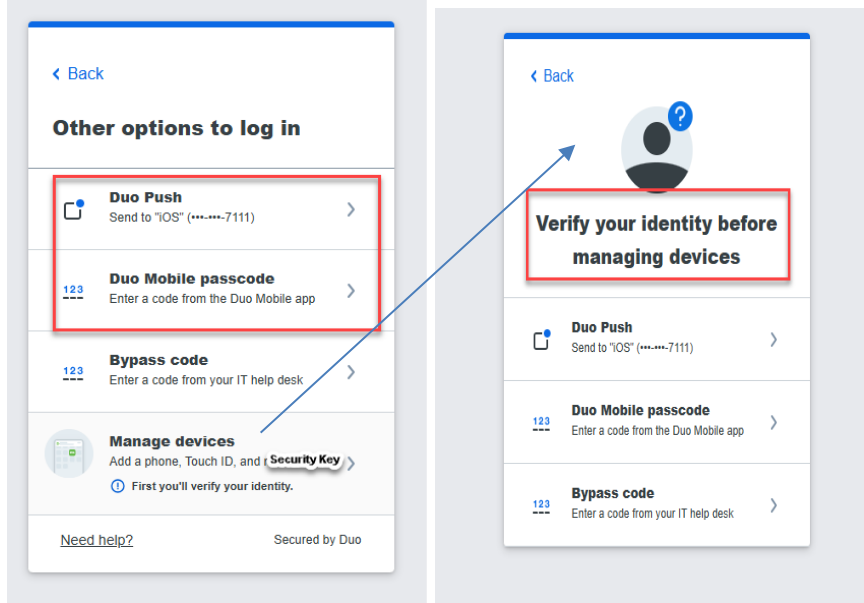 Back
Other options to log in
Duo Push
Send to "iOS" (•••-•••-7111)
123
Duo Mobile passcode
Enter a code from the Duo Mobile app
123
Bypass code
Enter a code from your IT help desk
Manage devices
Add a phone, Touch ID, and Security Key
First you'll verify your identity.
Need help?
Secured by Duo
Back
?
Verify your identity before
managing devices
Duo Push
Send to "iOS" (•••-•••-7111)
123
Duo Mobile passcode
Enter a code from the Duo Mobile app
123
Bypass code
Enter a code from your IT help desk